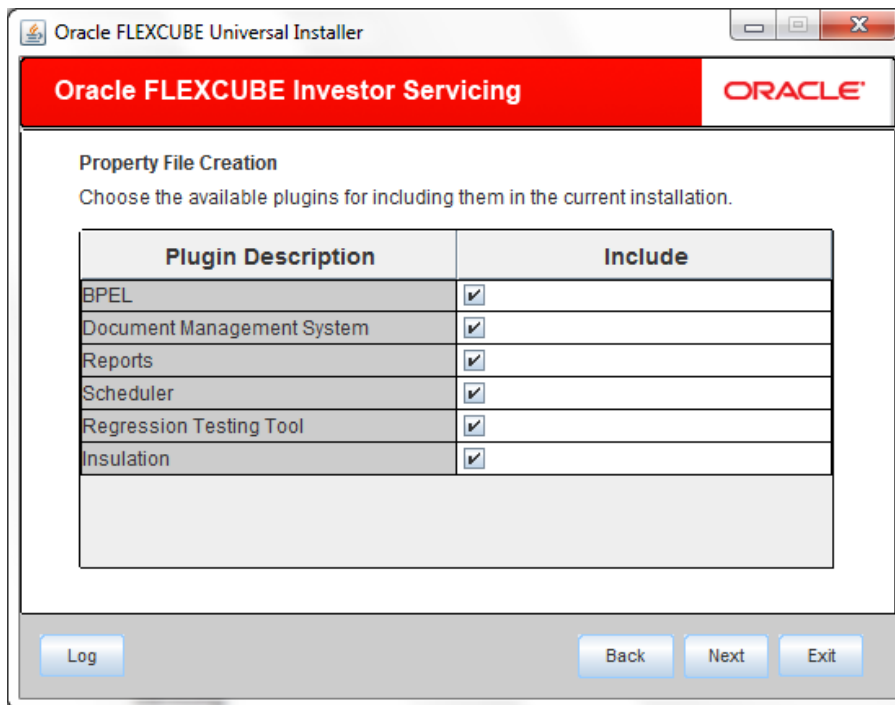 Oracle FLEXCUBE Universal Installer
Oracle FLEXCUBE Investor Servicing
ORACLE
Property File Creation
Choose the available plugins for including them in the current installation.
Plugin Description Include
BPEL
Document Management System
Reports
Scheduler
Regression Testing Tool
Insulation
Log Back Next Exit